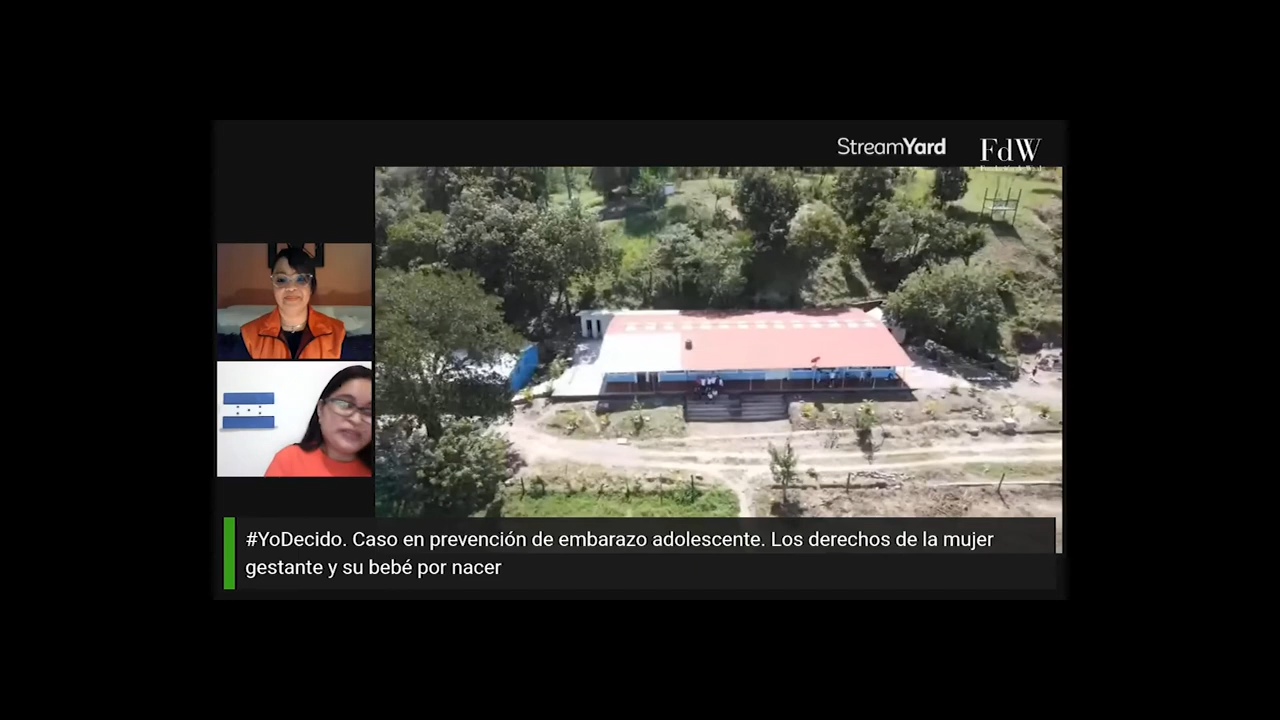 StreamYard
FdW
#YoDecido. Caso en prevención de embarazo adolescente. Los derechos de la mujer
gestante y su bebé por nacer